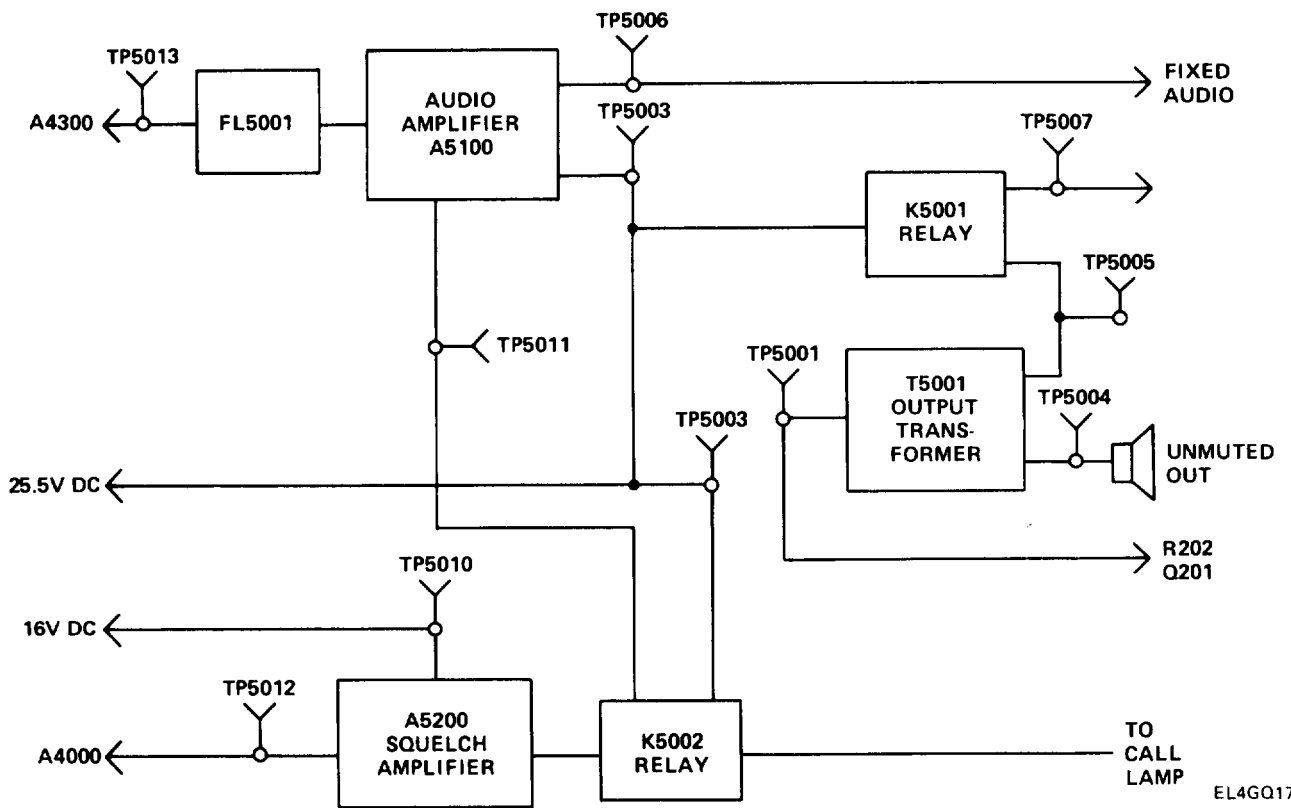 TP5006
TP5013
FIXED
AUDIO
AUDIO
AMPLIFIER
A5100
TP5003
FL5001
A4300
TP5007
K5001
RELAY
TP5005
TP5011
TP5001
T5001
OUTPUT
TRANS-
FORMER
TP5004
TP5003
UNMUTED
OUT
25.5V DC
R202
Q201
TP5010
16V DC
TP5012
A5200
SQUELCH
AMPLIFIER
K5002
RELAY
A4000
TO
CALL
LAMP
EL4GQ17